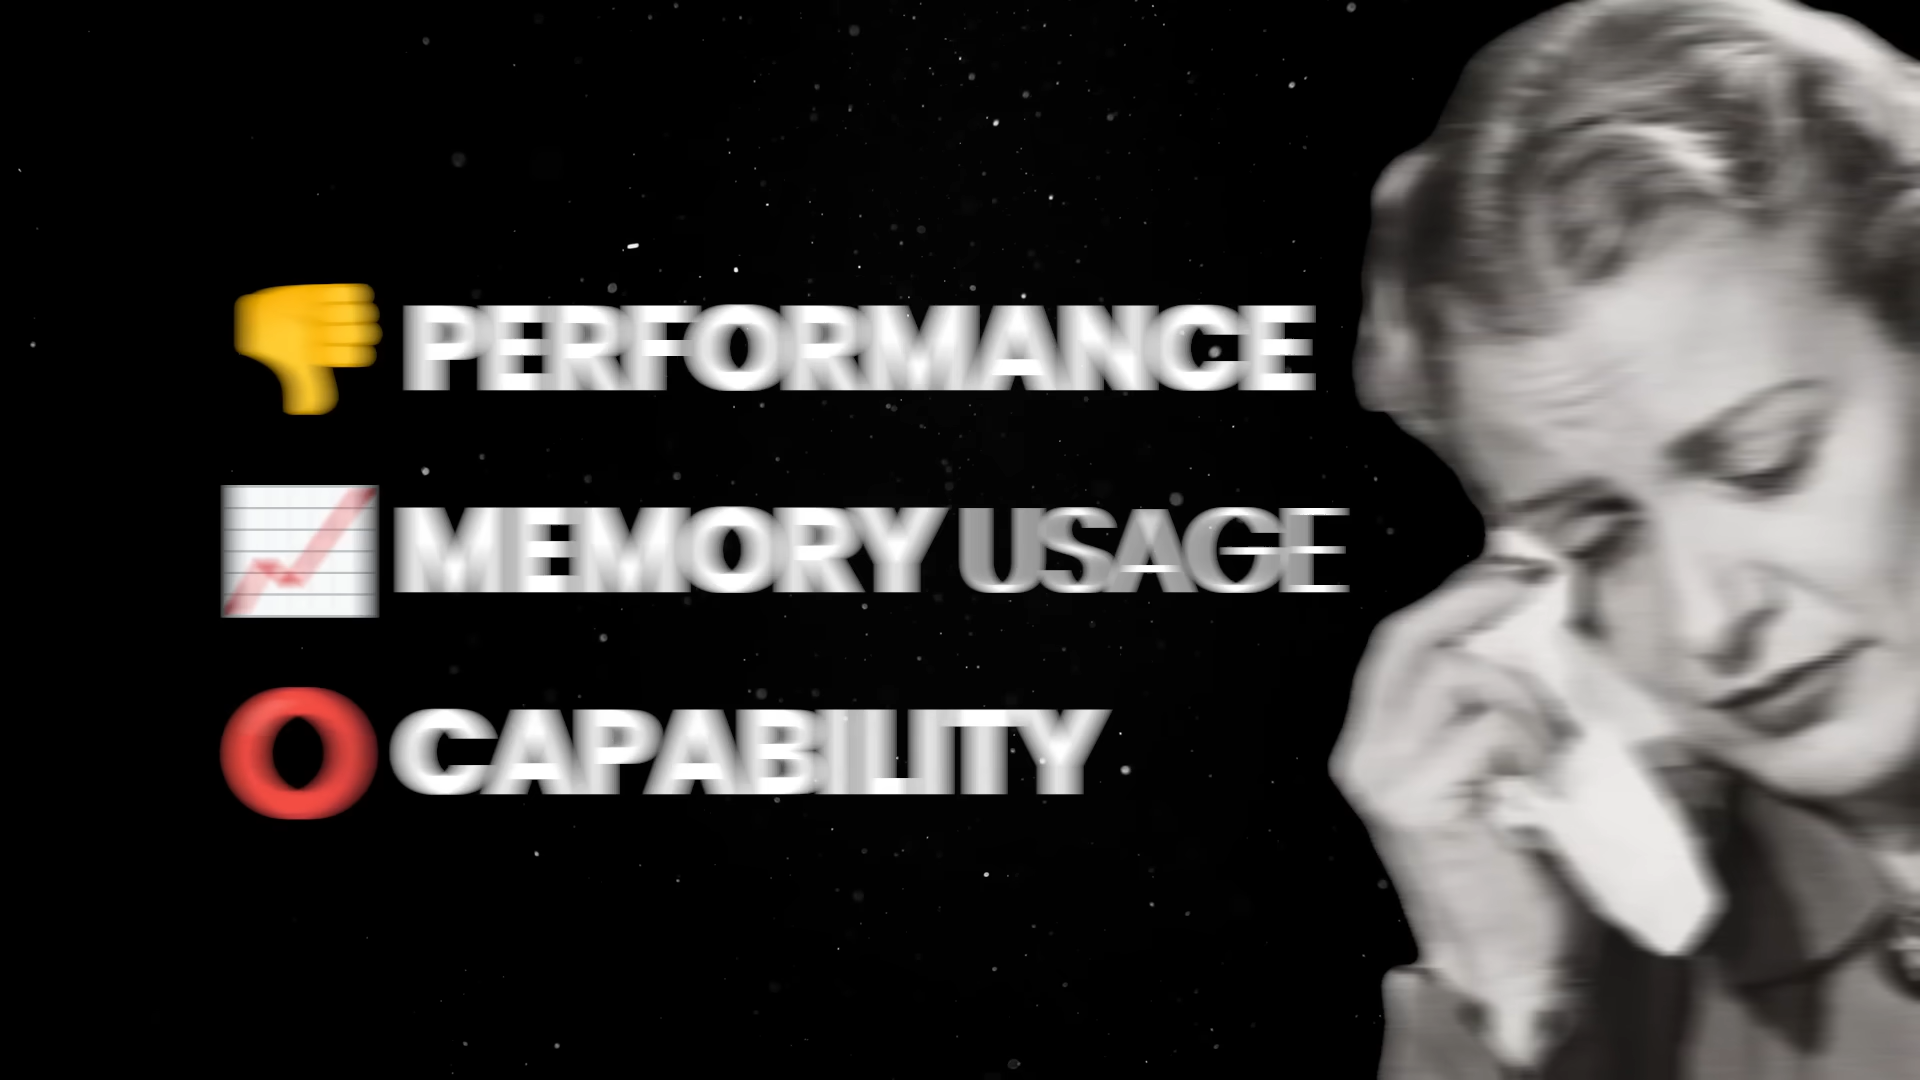 👎 PERFORMANCE
📈 MEMORY USAGE
⭕ CAPABILITY